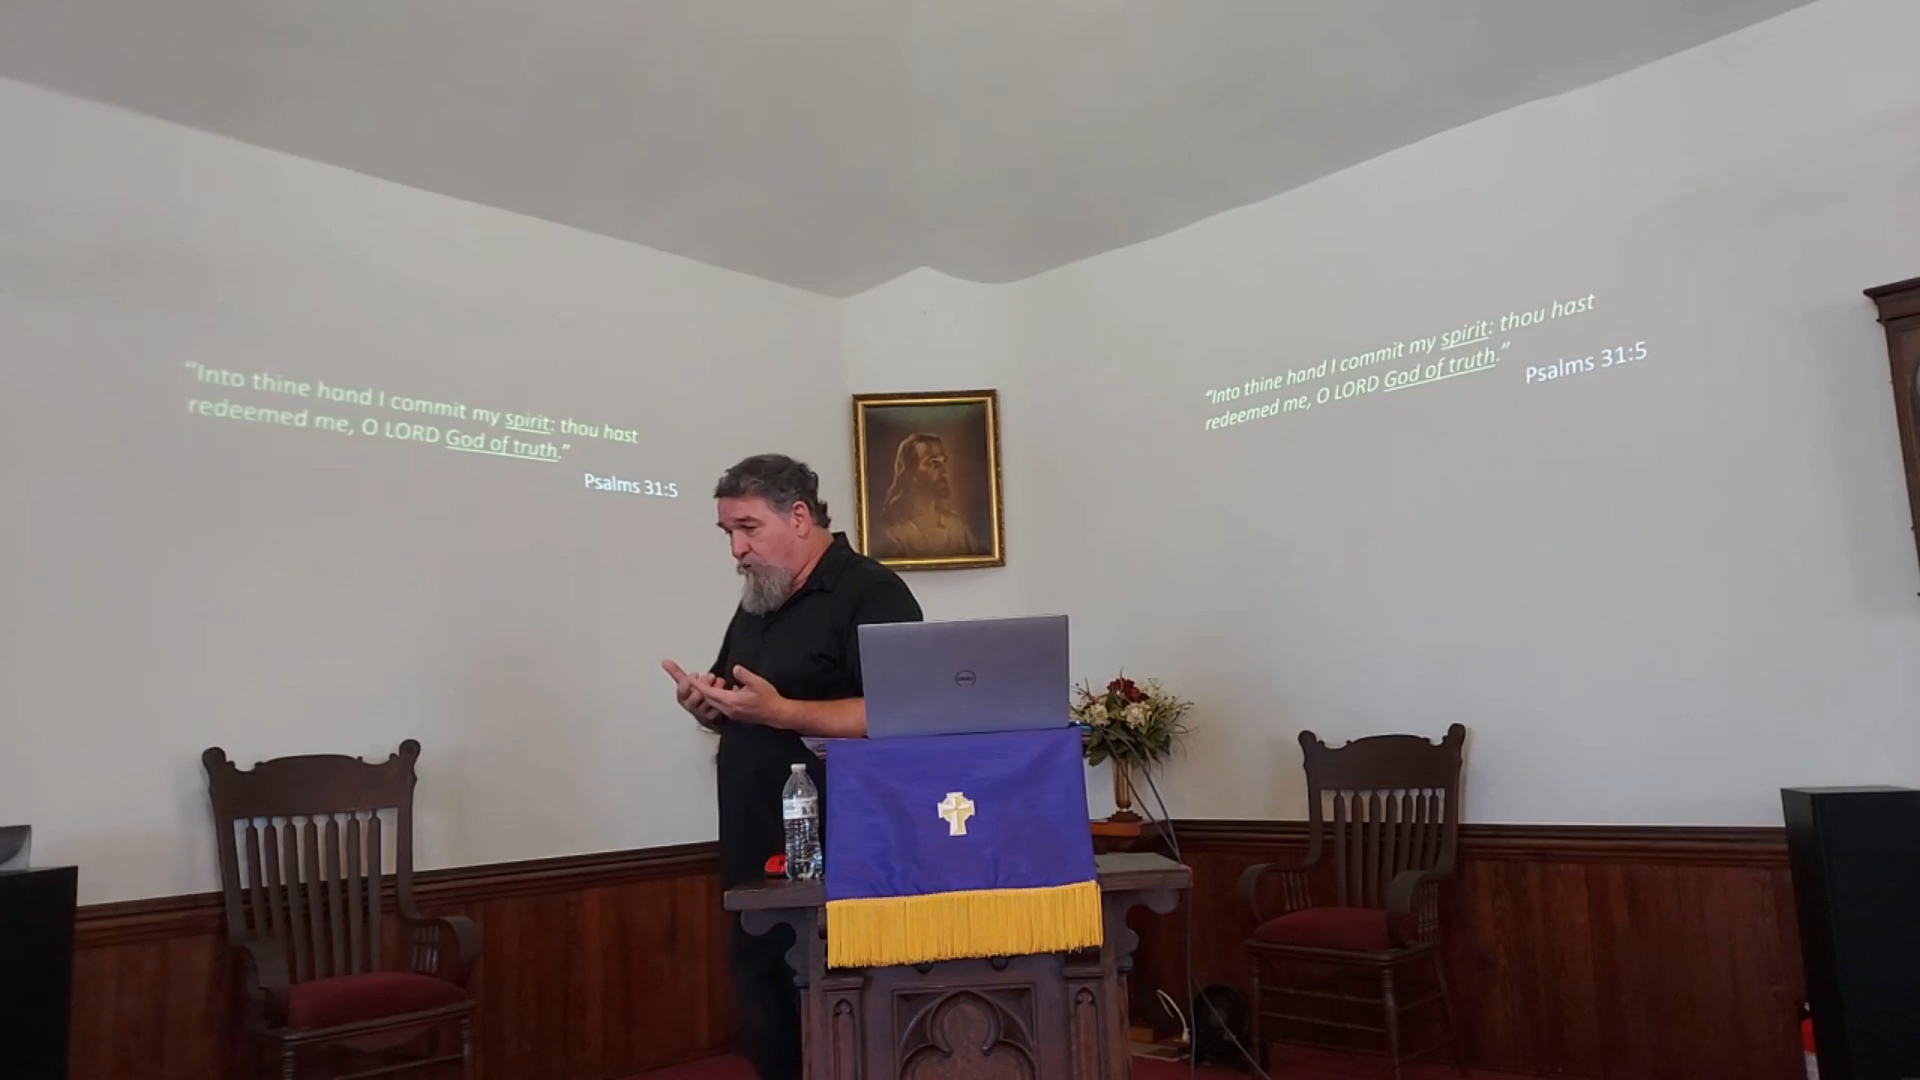 “Into thine hand I commit my spirit: thou hast
redeemed me, O LORD God of truth.”
Psalms 31:5
“Into thine hand I commit my spirit: thou hast
redeemed me, O LORD God of truth.”
Psalms 31:5
DELL